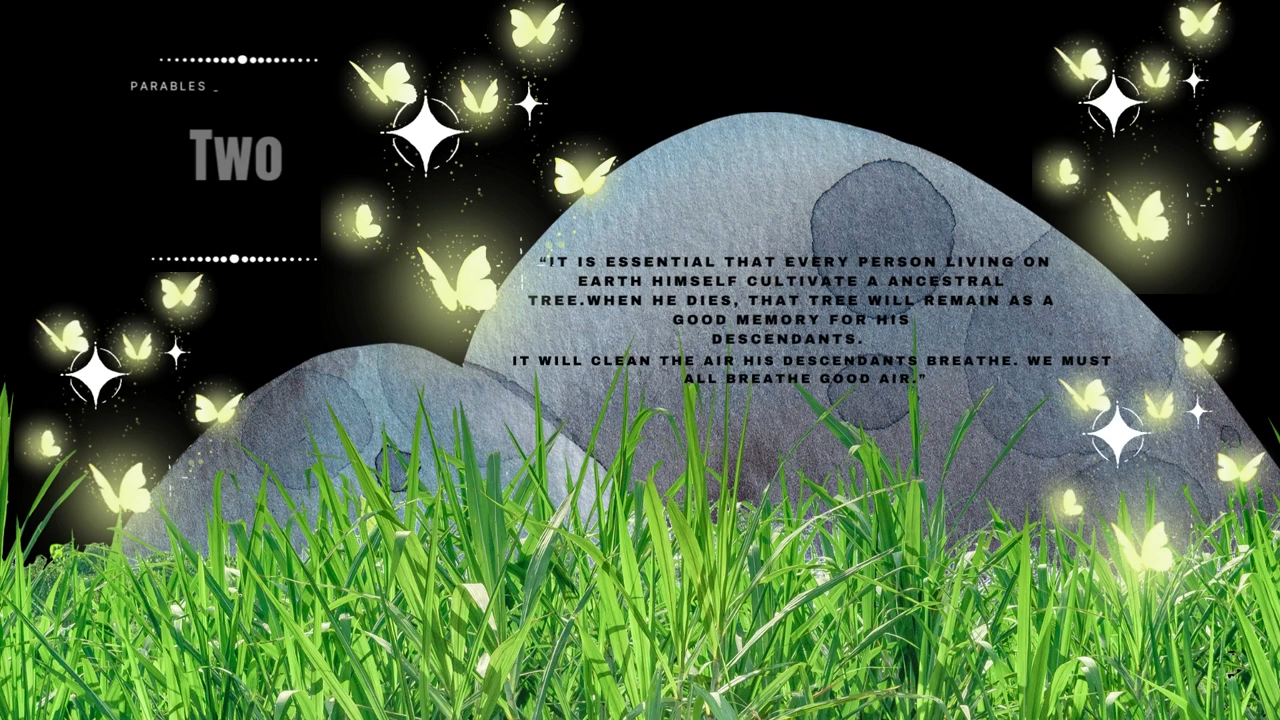 PARABLES _
Two
“IT IS ESSENTIAL THAT EVERY PERSON LIVING ON
EARTH HIMSELF CULTIVATE A ANCESTRAL
TREE.WHEN HE DIES, THAT TREE WILL REMAIN AS A
GOOD MEMORY FOR HIS
DESCENDANTS.
IT WILL CLEAN THE AIR HIS DESCENDANTS BREATHE. WE MUST
ALL BREATHE GOOD AIR.”